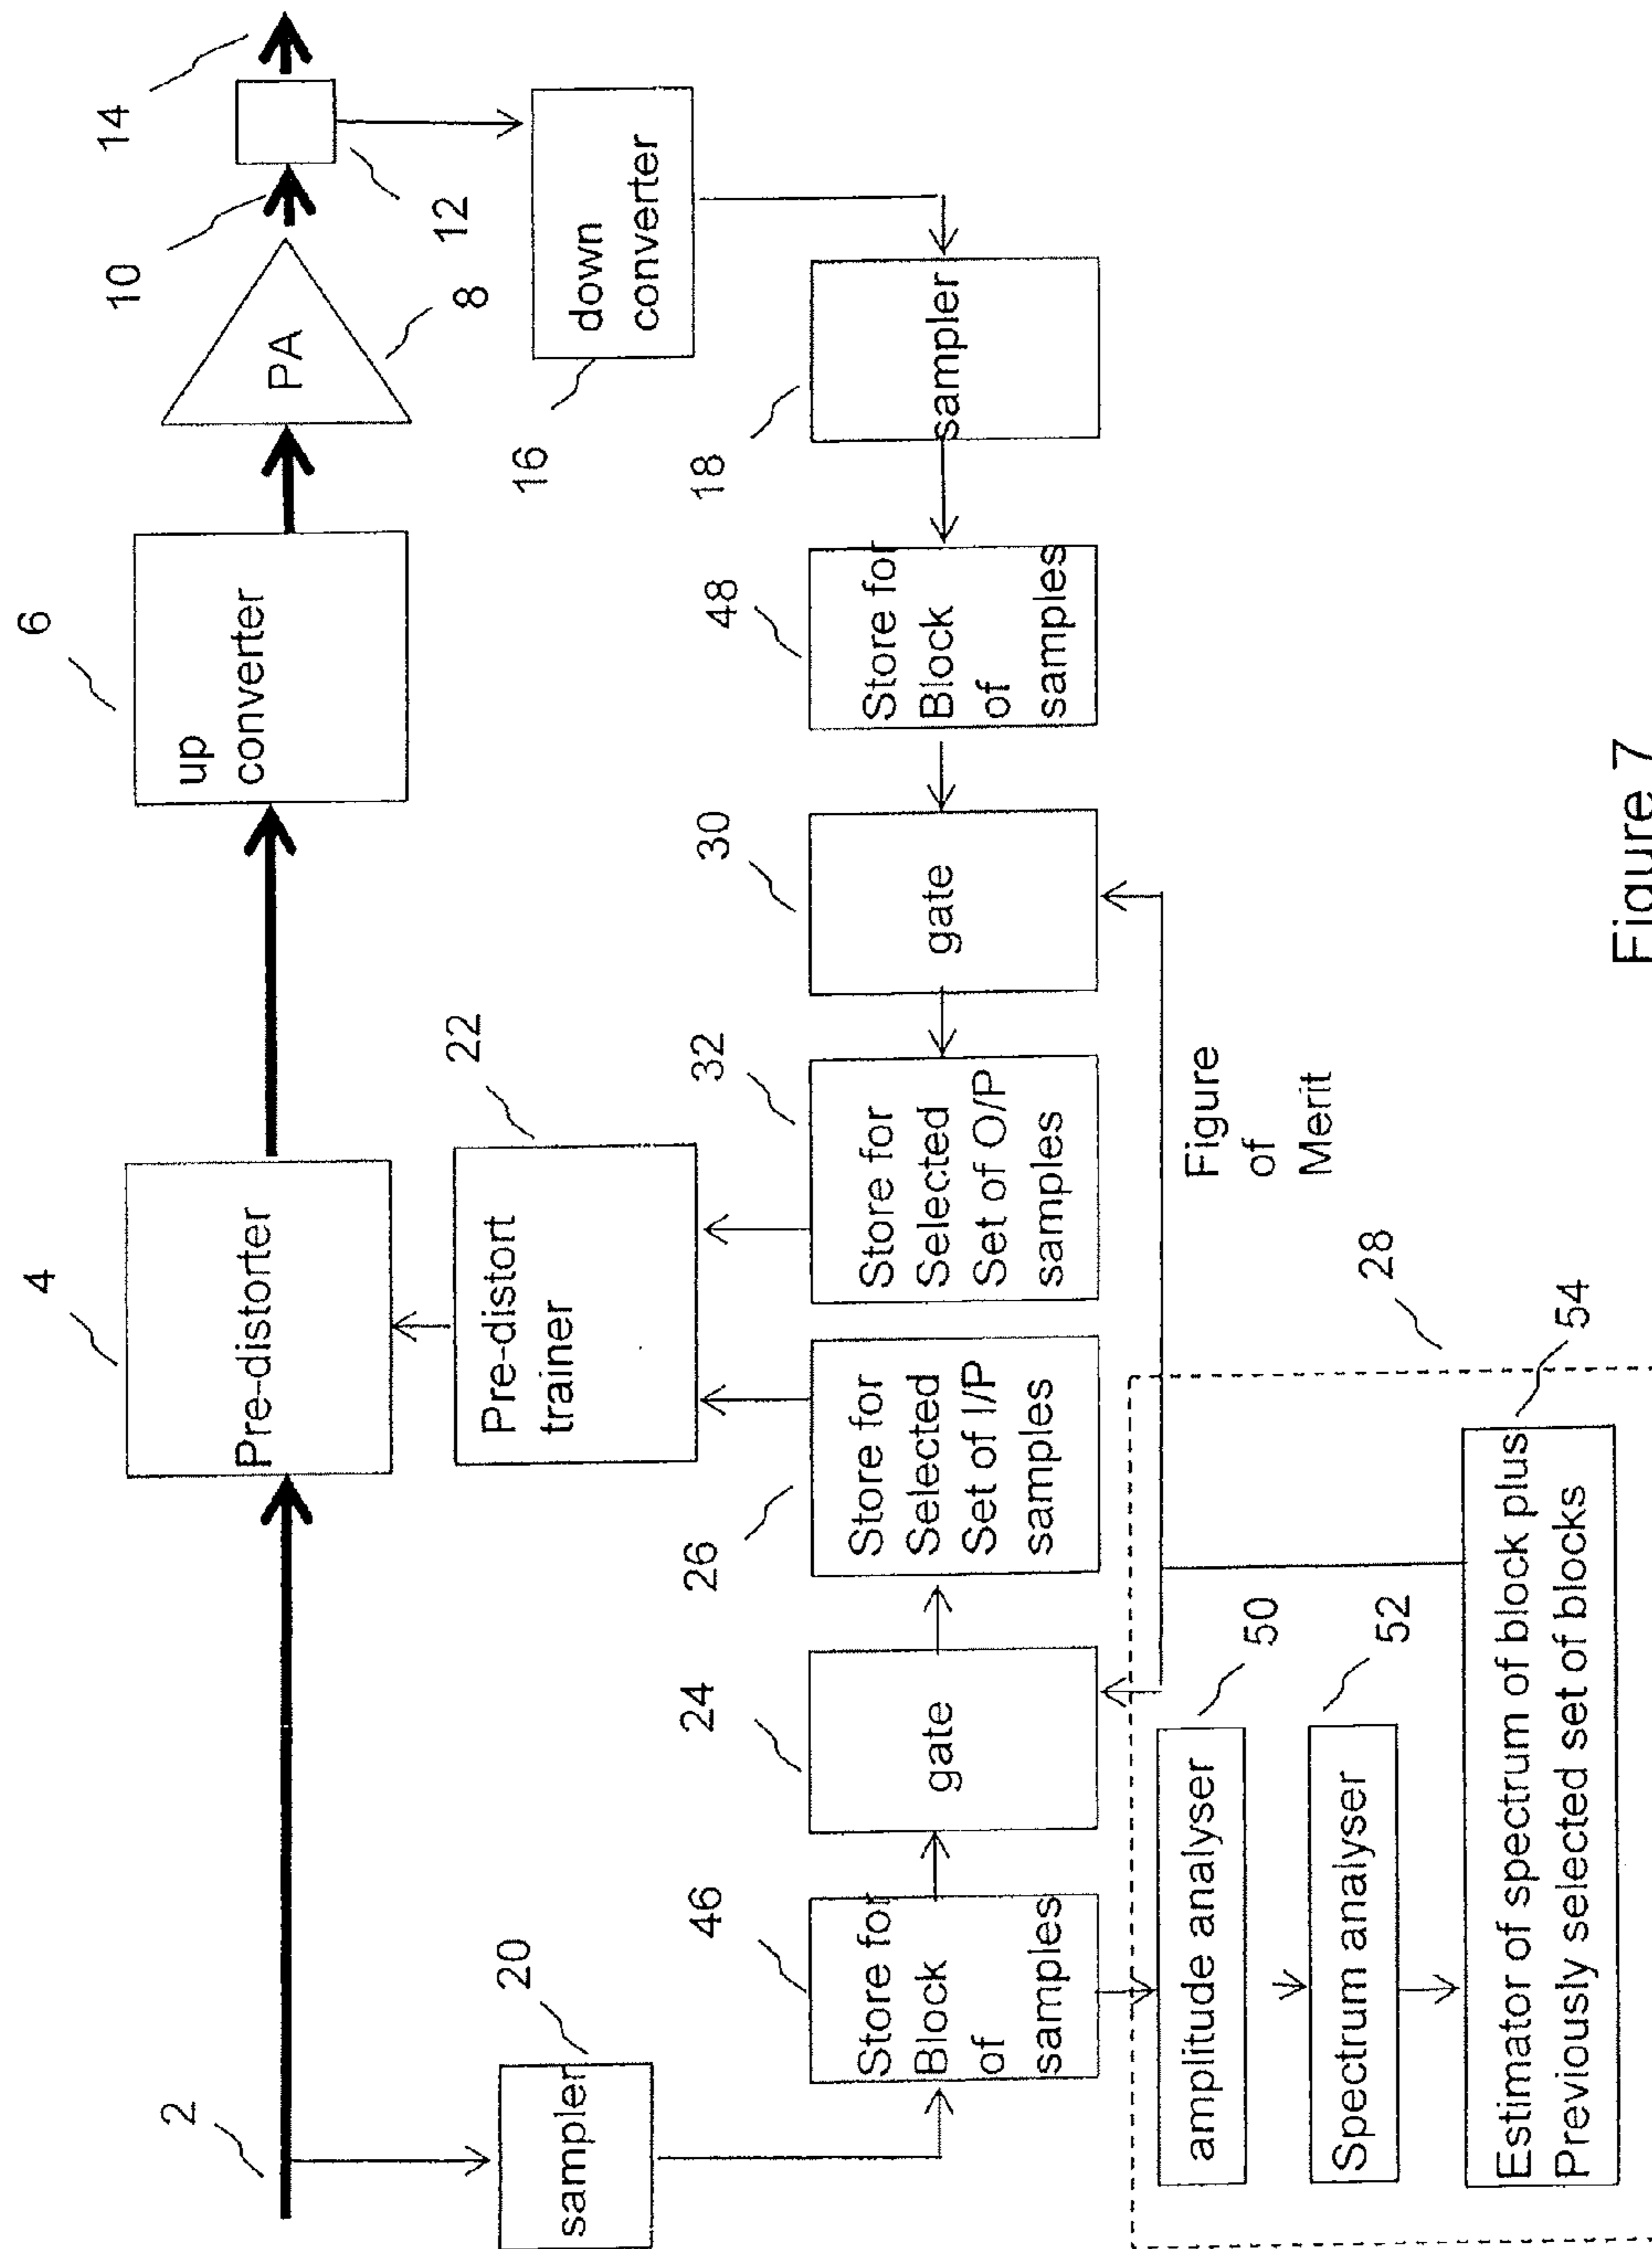 2
4
Pre-distorter
6
up
converter
PA
8
10
12
14
20
sampler
22
Pre-distort
trainer
16
down
converter
46
Store for
Block
of
samples
24
gate
26
Store for
Selected
Set of I/P
samples
32
Store for
Selected
Set of O/P
samples
30
gate
48
Store for
Block
of
samples
18
sampler
50
amplitude analyser
52
Spectrum analyser
54
Estimator of spectrum of block plus
Previously selected set of blocks
28
Figure
of
Merit
Figure 7